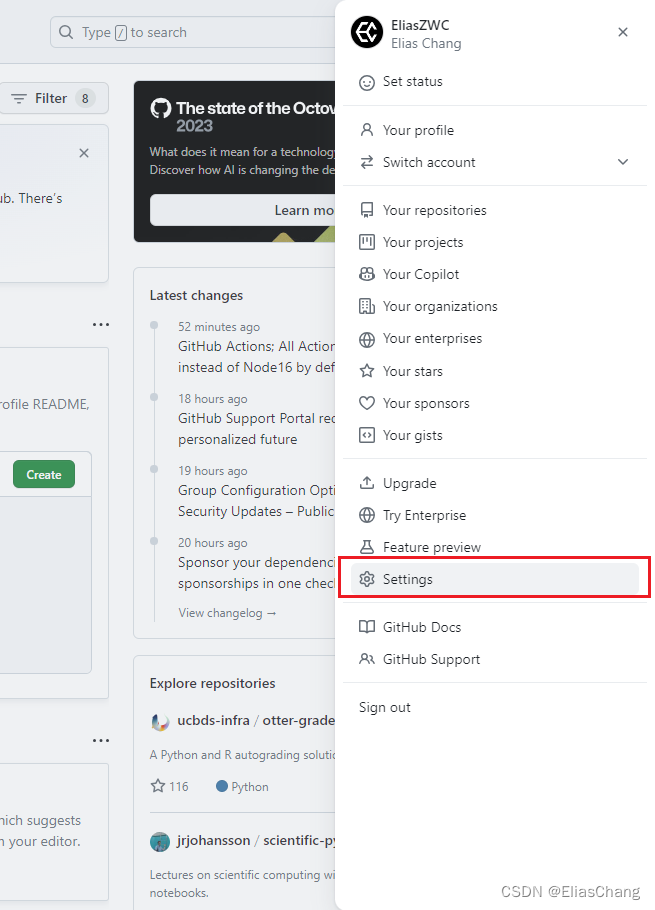 Type / to search
Filter 8
ub. There's
rofile README,
Create
hich suggests
n your editor.
The state of the Octov
2023
What does it mean for a technology
Discover how AI is changing the de
Learn mo
Latest changes
52 minutes ago
GitHub Actions; All Action
instead of Node16 by def
18 hours ago
GitHub Support Portal rec
personalized future
19 hours ago
Group Configuration Opti
Security Updates – Public
20 hours ago
Sponsor your dependenci
sponsorships in one chec
View changelog →
Explore repositories
ucbds-infra / otter-grade
A Python and R autograding solutio
116 Python
jrjohansson / scientific-py
Lectures on scientific computing wi
notebooks.
EliasZWC
Elias Chang
Set status
Your profile
Switch account
Your repositories
Your projects
Your Copilot
Your organizations
Your enterprises
Your stars
Your sponsors
Your gists
Upgrade
Try Enterprise
Feature preview
Settings
GitHub Docs
GitHub Support
Sign out
CSDN @EliasChang